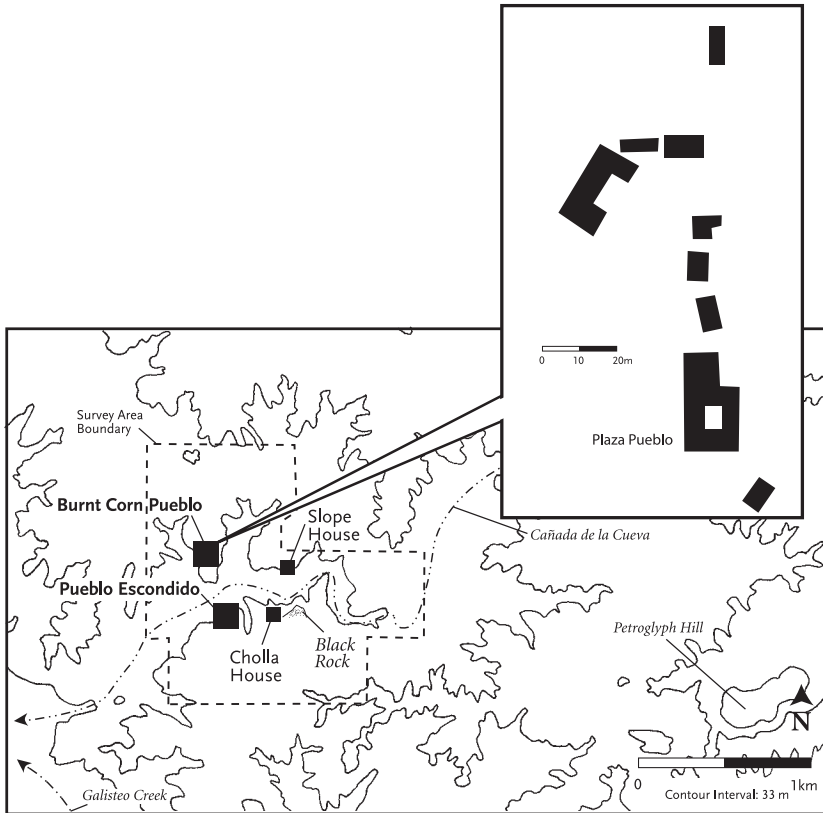 0 10 20m
Plaza Pueblo
Survey Area
Boundary
Burnt Corn Pueblo
Slope
House
Cañada de la Cueva
Pueblo Escondido
Cholla
House
Black
Rock
Petroglyph Hill
N
0 1km
Contour Interval: 33 m
Galisteo Creek